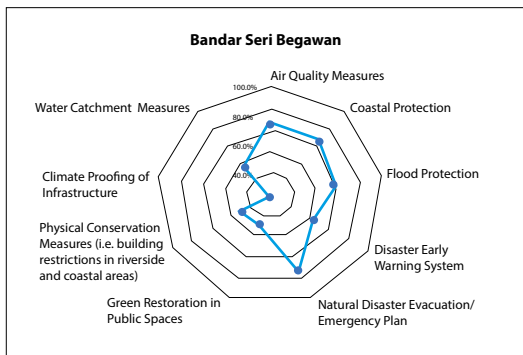 Bandar Seri Begawan
Air Quality Measures
100.0%
80.0%
60.0%
40.0%
Water Catchment Measures
Coastal Protection
Climate Proofing of
Infrastructure
Flood Protection
Physical Conservation
Measures (i.e. building
restrictions in riverside
and coastal areas)
Disaster Early
Warning System
Green Restoration in
Public Spaces
Natural Disaster Evacuation/
Emergency Plan